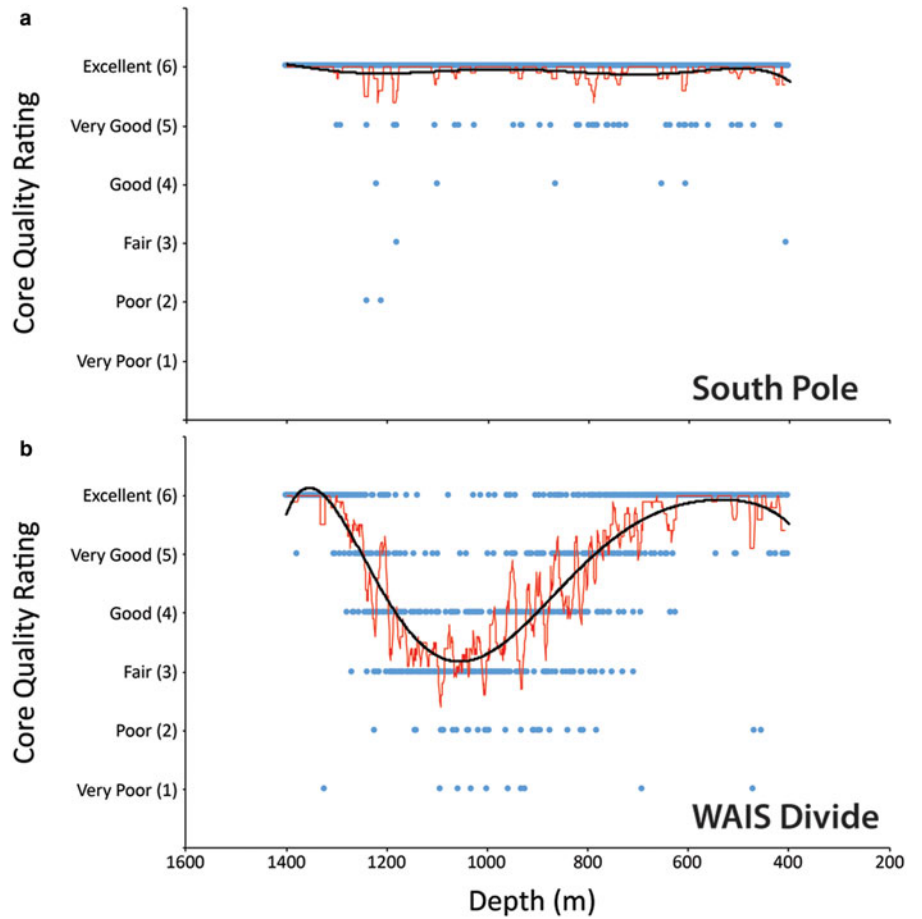 a
Core Quality Rating
Excellent (6)
Very Good (5)
Good (4)
Fair (3)
Poor (2)
Very Poor (1)
South Pole
b
Core Quality Rating
Excellent (6)
Very Good (5)
Good (4)
Fair (3)
Poor (2)
Very Poor (1)
WAIS Divide
1600 1400 1200 1000 800 600 400 200
Depth (m)